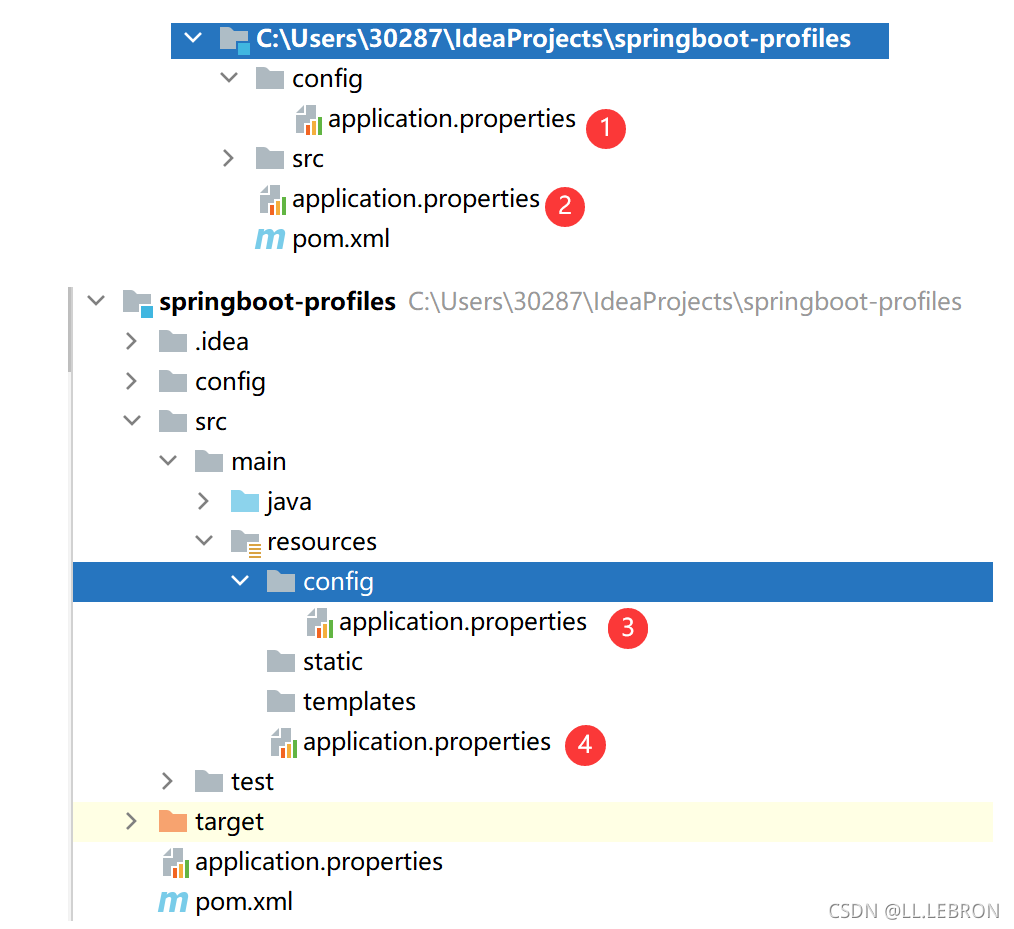 C:\Users\30287\IdeaProjects\springboot-profiles
config
application.properties 1
src
application.properties 2
pom.xml
springboot-profiles C:\Users\30287\IdeaProjects\springboot-profiles
.idea
config
src
main
java
resources
config
application.properties 3
static
templates
application.properties 4
test
target
application.properties
pom.xml
CSDN @LL.LEBRON